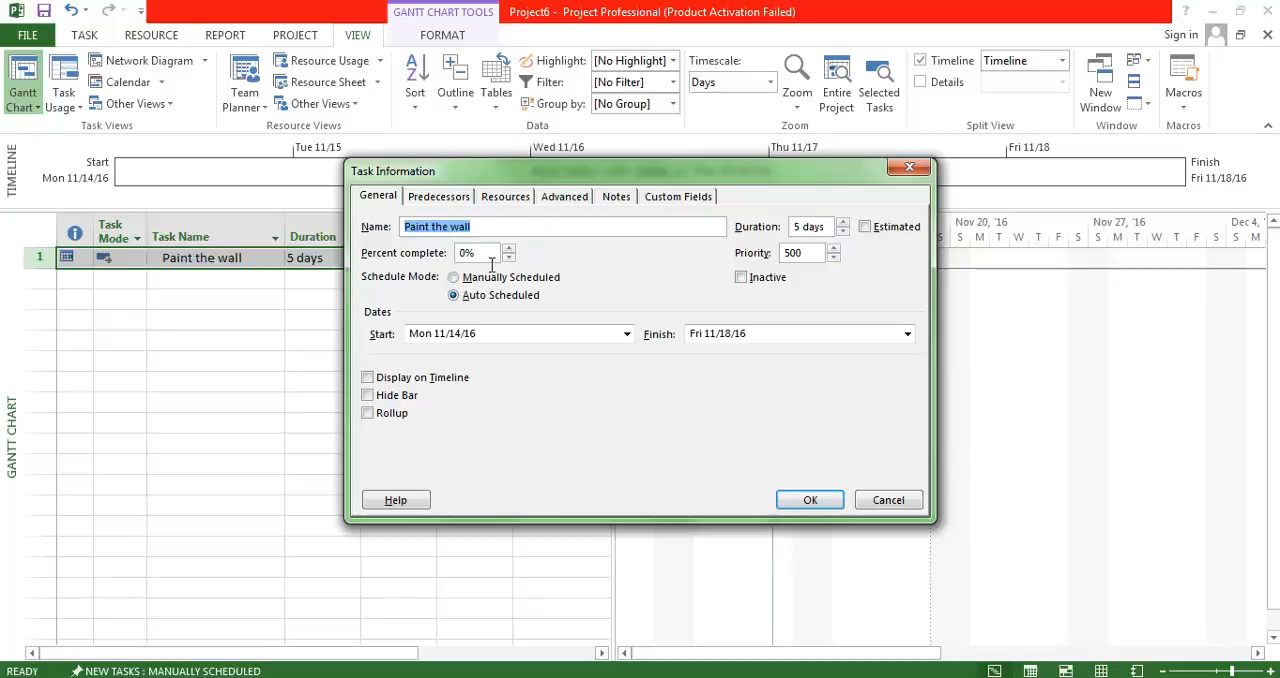 GANTT CHART TOOLS
Project6 - Project Professional (Product Activation Failed)
FILE TASK RESOURCE REPORT PROJECT VIEW FORMAT Sign in
Gantt Chart
Task Usage
Network Diagram
Calendar
Other Views
Task Views
Team Planner
Resource Usage
Resource Sheet
Other Views
Resource Views
Sort
Outline
Tables
Highlight: [No Highlight]
Filter: [No Filter]
Group by: [No Group]
Data
Timescale:
Days
Zoom
Entire Project
Selected Tasks
Zoom
Timeline Timeline
Details
Split View
New Window
Window
Macros
Macros
TIMELINE
Tue 11/15 Wed 11/16 Thu 11/17 Fri 11/18
Start
Mon 11/14/16
Finish
Fri 11/18/16
Task Mode Task Name Duration
1 Paint the wall 5 days
Nov 20, '16 Nov 27, '16 Dec 4,
S S M T W T F S S M T W T F S S M
GANTT CHART
Task Information
General Predecessors Resources Advanced Notes Custom Fields
Name: Paint the wall Duration: 5 days Estimated
Percent complete: 0% Priority: 500
Schedule Mode: Manually Scheduled Inactive
Auto Scheduled
Dates
Start: Mon 11/14/16 Finish: Fri 11/18/16
Display on Timeline
Hide Bar
Rollup
Help OK Cancel
READY NEW TASKS : MANUALLY SCHEDULED